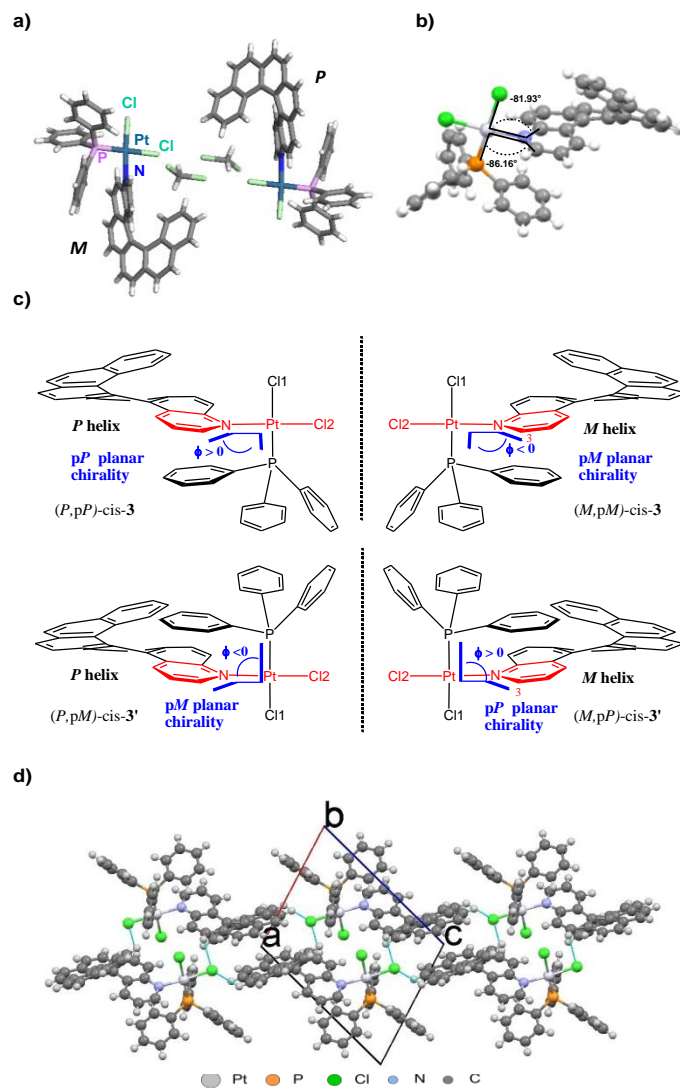 a)
b)
P
Cl
Cl
Pt
P
N
M
-81.93°
-86.16°
c)
Cl1
N Pt Cl2
P helix
ϕ > 0
P
pP planar
chirality
(P,pP)-cis-3
Cl1
Cl2 Pt N
3
M helix
ϕ < 0
P
pM planar
chirality
(M,pM)-cis-3
P
ϕ <0
P helix
N Pt Cl2
pM planar
chirality
Cl1
(P,pM)-cis-3'
P
ϕ > 0
M helix
Cl2 Pt N
3
pP planar
chirality
Cl1
(M,pP)-cis-3'
d)
b
a
c
Pt P Cl N C